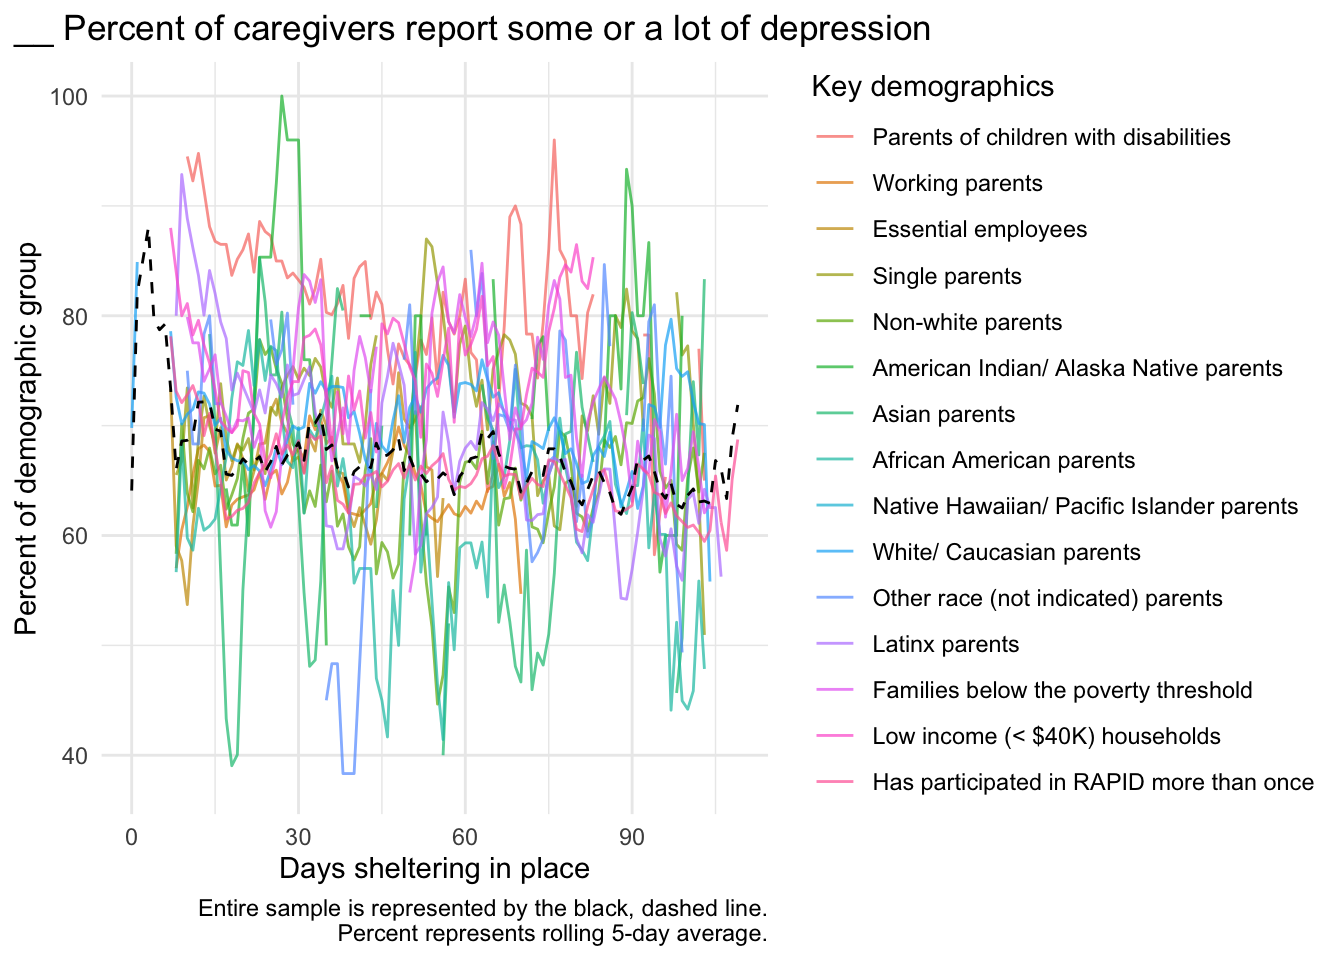 __ Percent of caregivers report some or a lot of depression
Percent of demographic group
100
80
60
40
0
30
60
90
Days sheltering in place
Entire sample is represented by the black, dashed line.
Percent represents rolling 5-day average.
Key demographics
Parents of children with disabilities
Working parents
Essential employees
Single parents
Non-white parents
American Indian/ Alaska Native parents
Asian parents
African American parents
Native Hawaiian/ Pacific Islander parents
White/ Caucasian parents
Other race (not indicated) parents
Latinx parents
Families below the poverty threshold
Low income (< $40K) households
Has participated in RAPID more than once